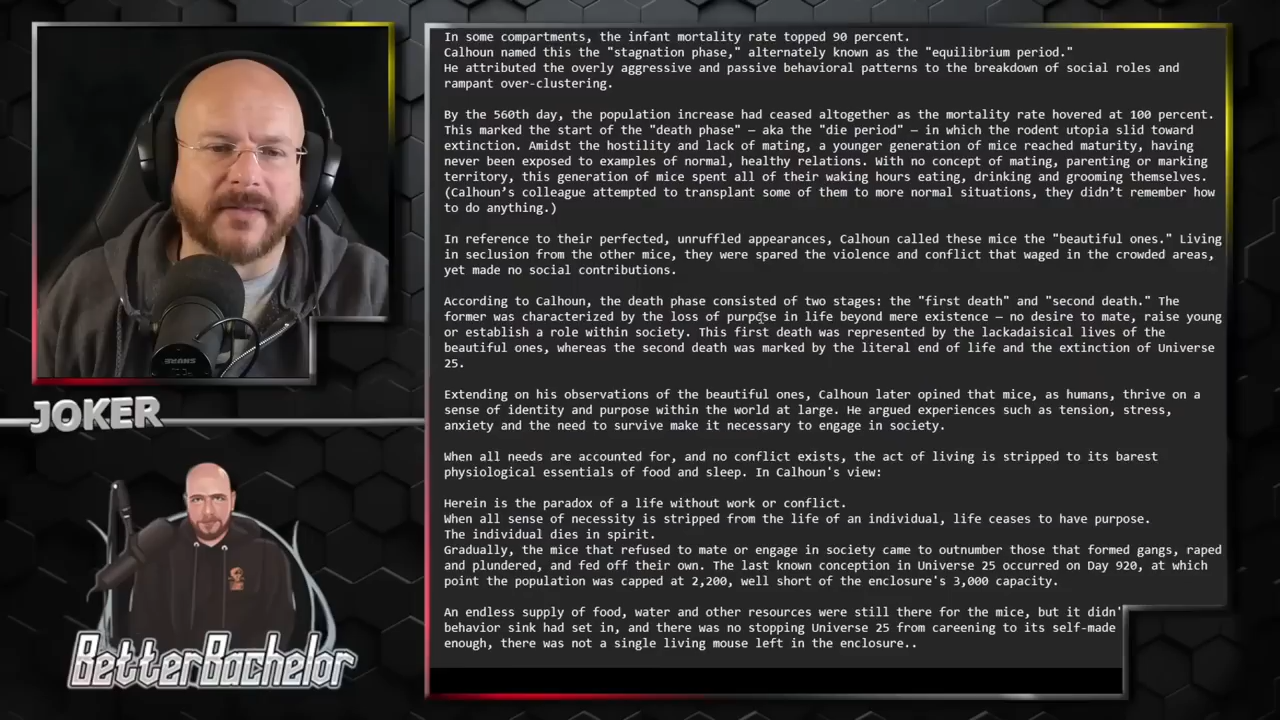 In some compartments, the infant mortality rate topped 90 percent.
Calhoun named this the "stagnation phase," alternately known as the "equilibrium period."
He attributed the overly aggressive and passive behavioral patterns to the breakdown of social roles and
rampant over-clustering.
By the 560th day, the population increase had ceased altogether as the mortality rate hovered at 100 percent.
This marked the start of the "death phase" — aka the "die period" — in which the rodent utopia slid toward
extinction. Amidst the hostility and lack of mating, a younger generation of mice reached maturity, having
never been exposed to examples of normal, healthy relations. With no concept of mating, parenting or marking
territory, this generation of mice spent all of their waking hours eating, drinking and grooming themselves.
(Calhoun’s colleague attempted to transplant some of them to more normal situations, they didn’t remember how
to do anything.)
In reference to their perfected, unruffled appearances, Calhoun called these mice the "beautiful ones." Living
in seclusion from the other mice, they were spared the violence and conflict that waged in the crowded areas,
yet made no social contributions.
According to Calhoun, the death phase consisted of two stages: the "first death" and "second death." The
former was characterized by the loss of purpose in life beyond mere existence — no desire to mate, raise young
or establish a role within society. This first death was represented by the lackadaisical lives of the
beautiful ones, whereas the second death was marked by the literal end of life and the extinction of Universe
25.
Extending on his observations of the beautiful ones, Calhoun later opined that mice, as humans, thrive on a
sense of identity and purpose within the world at large. He argued experiences such as tension, stress,
anxiety and the need to survive make it necessary to engage in society.
When all needs are accounted for, and no conflict exists, the act of living is stripped to its barest
physiological essentials of food and sleep. In Calhoun's view:
Herein is the paradox of a life without work or conflict.
When all sense of necessity is stripped from the life of an individual, life ceases to have purpose.
The individual dies in spirit.
Gradually, the mice that refused to mate or engage in society came to outnumber those that formed gangs, raped
and plundered, and fed off their own. The last known conception in Universe 25 occurred on Day 920, at which
point the population was capped at 2,200, well short of the enclosure's 3,000 capacity.
An endless supply of food, water and other resources were still there for the mice, but it didn'
behavior sink had set in, and there was no stopping Universe 25 from careening to its self-made
enough, there was not a single living mouse left in the enclosure..
JOKER
BetterBachelor